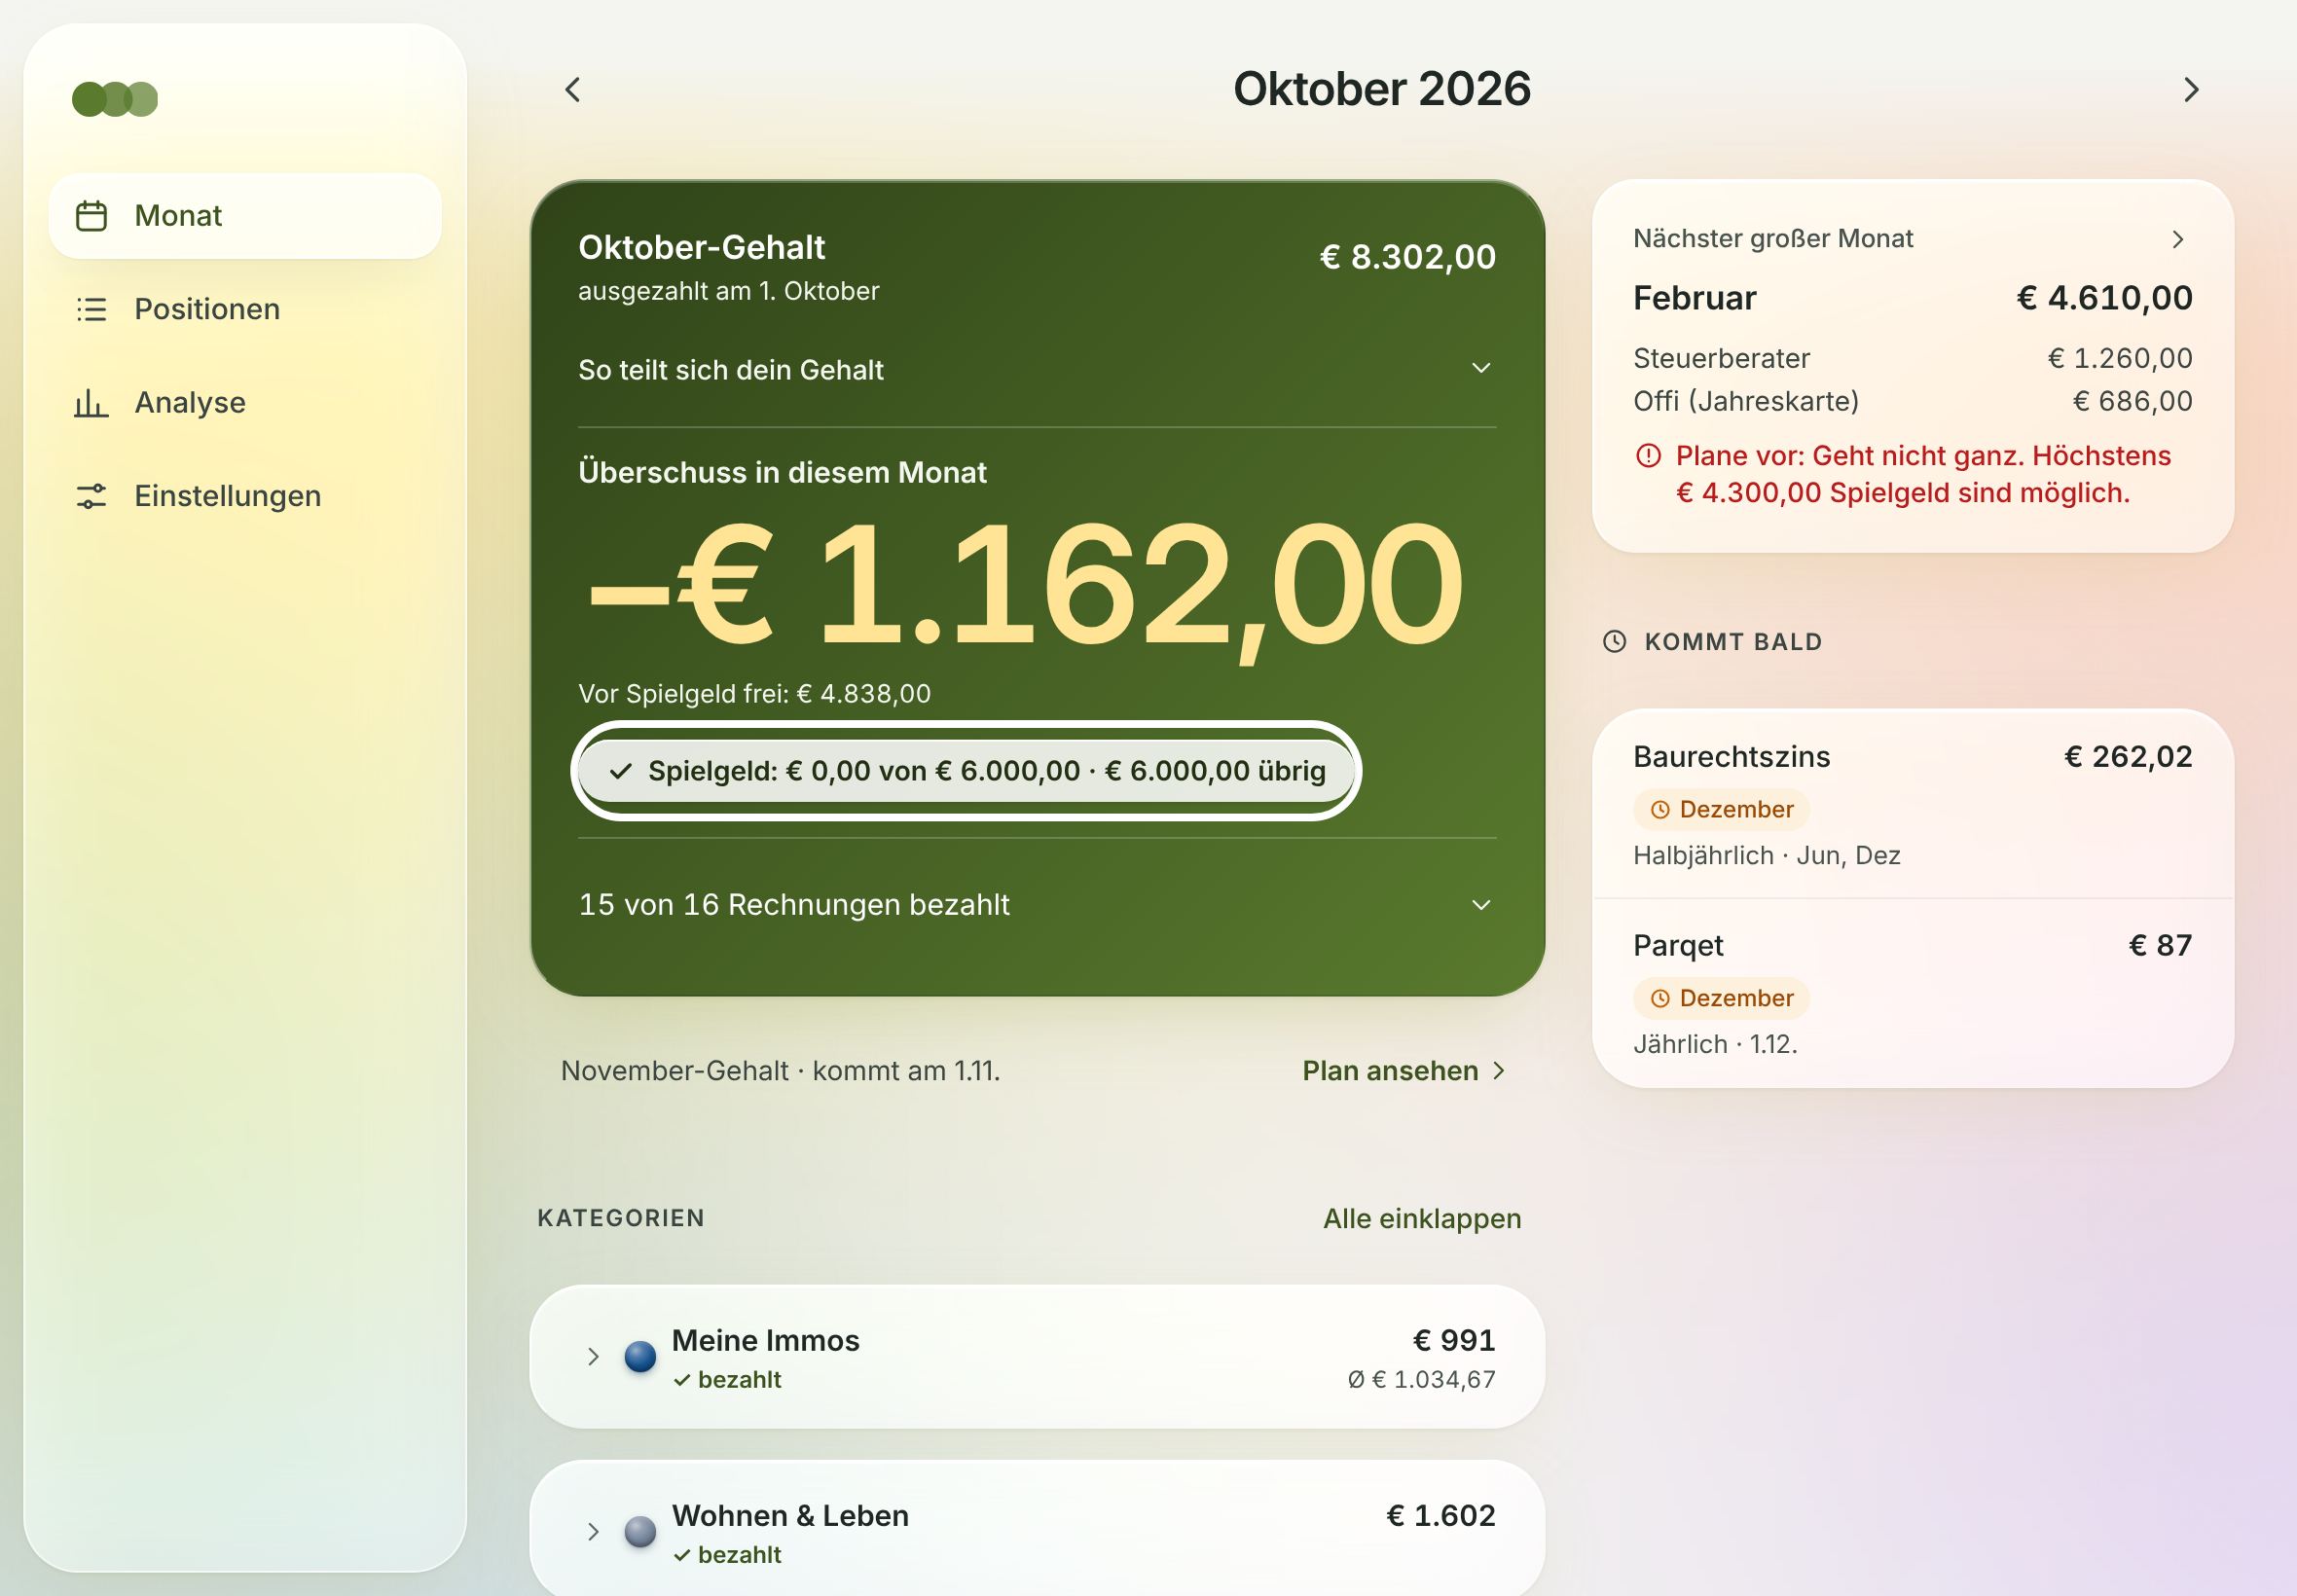 Oktober 2026
Monat
Positionen
Analyse
Einstellungen
Oktober-Gehalt
€ 8.302,00
ausgezahlt am 1. Oktober
So teilt sich dein Gehalt
Überschuss in diesem Monat
–€ 1.162,00
Vor Spielgeld frei: € 4.838,00
Spielgeld: € 0,00 von € 6.000,00 · € 6.000,00 übrig
15 von 16 Rechnungen bezahlt
November-Gehalt · kommt am 1.11.
Plan ansehen
KATEGORIEN
Alle einklappen
Meine Immos
€ 991
bezahlt
Ø € 1.034,67
Wohnen & Leben
€ 1.602
bezahlt
Nächster großer Monat
Februar
€ 4.610,00
Steuerberater
€ 1.260,00
Offi (Jahreskarte)
€ 686,00
Plane vor: Geht nicht ganz. Höchstens
€ 4.300,00 Spielgeld sind möglich.
KOMMT BALD
Baurechtszins
€ 262,02
Dezember
Halbjährlich · Jun, Dez
Parqet
€ 87
Dezember
Jährlich · 1.12.